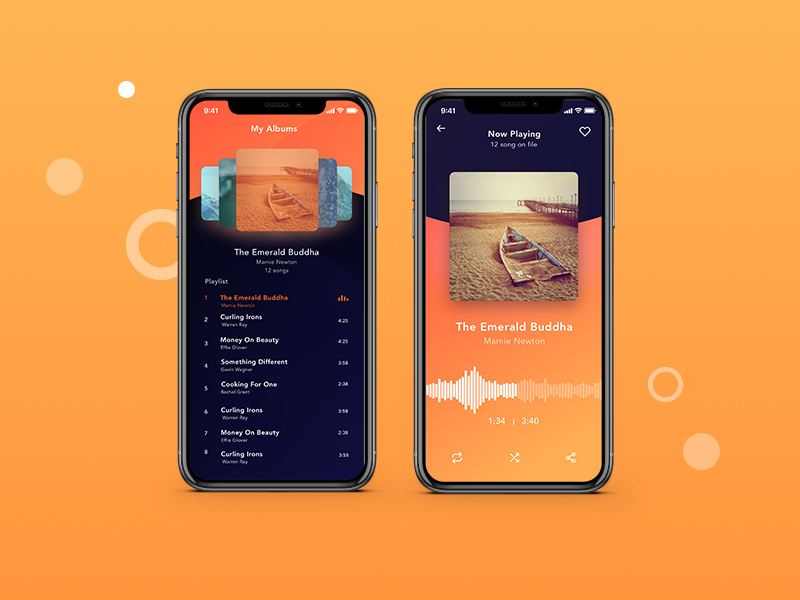 9:41
My Albums
The Emerald Buddha
Mamie Newton
12 songs
Playlist
1 The Emerald Buddha
Mamie Newton
2 Curling Irons 4:25
Warren Ray
3 Money On Beauty 4:25
Effie Glover
4 Something Different 3:58
Gavin Wagner
5 Cooking For One 2:38
Rachel Grant
6 Curling Irons 3:58
Warren Ray
7 Money On Beauty 2:38
Effie Glover
8 Curling Irons 3:58
Warren Ray
9:41
Now Playing
12 song on file
The Emerald Buddha
Mamie Newton
1:34 | 3:40